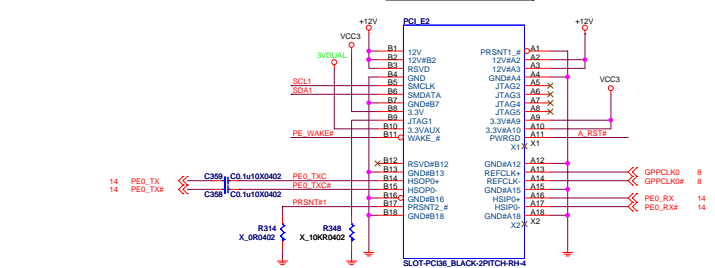 PCI_E2
+12V
+12V
VCC3
3VDUAL
VCC3
B1 12V PRSNT1_# A1
B2 12V#B2 12V#A2 A2
B3 RSVD 12V#A3 A3
B4 GND GND#A4 A4
SCL1 B5 SMCLK JTAG2 A5
SDA1 B6 SMDATA JTAG3 A6
B7 GND#B7 JTAG4 A7
B8 3.3V JTAG5 A8
B9 JTAG1 3.3V#A9 A9
B10 3.3VAUX 3.3V#A10 A10
PE_WAKE# B11 WAKE_# PWRGD A11 A_RST#
X1 X1
B12 RSVD#B12 GND#A12 A12
B13 GND#B13 REFCLK+ A13 GPPCLK0 8
14 PE0_TX C359 C0.1u10X0402 PE0_TXC B14 HSOP0+ REFCLK- A14 GPPCLK0# 8
14 PE0_TX# C358 C0.1u10X0402 PE0_TXC# B15 HSOP0- GND#A15 A15
B16 GND#B16 HSIP0+ A16 PE0_RX 14
PRSNT#1 B17 PRSNT2_# HSIP0- A17 PE0_RX# 14
B18 GND#B18 GND#A18 A18
X2 X2
R314 R348
X_0R0402 X_10KR0402
SLOT-PCI36_BLACK-2PITCH-RH-4